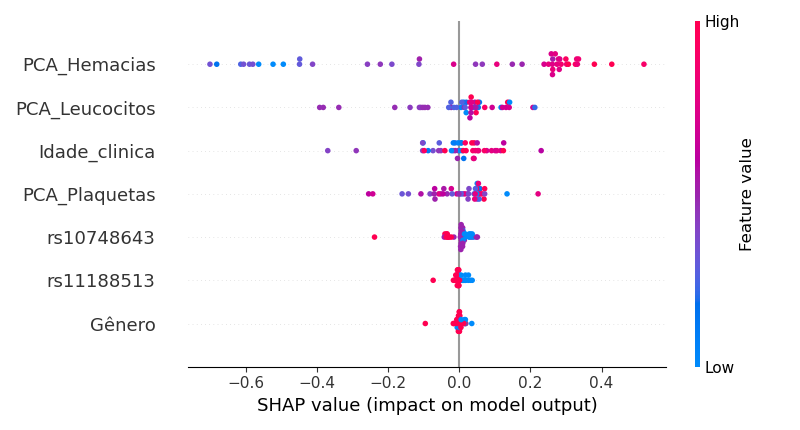 High
PCA_Hemacias
PCA_Leucocitos
Idade_clinica
PCA_Plaquetas
rs10748643
rs11188513
Gênero
Feature value
Low
−0.6 −0.4 −0.2 0.0 0.2 0.4
SHAP value (impact on model output)